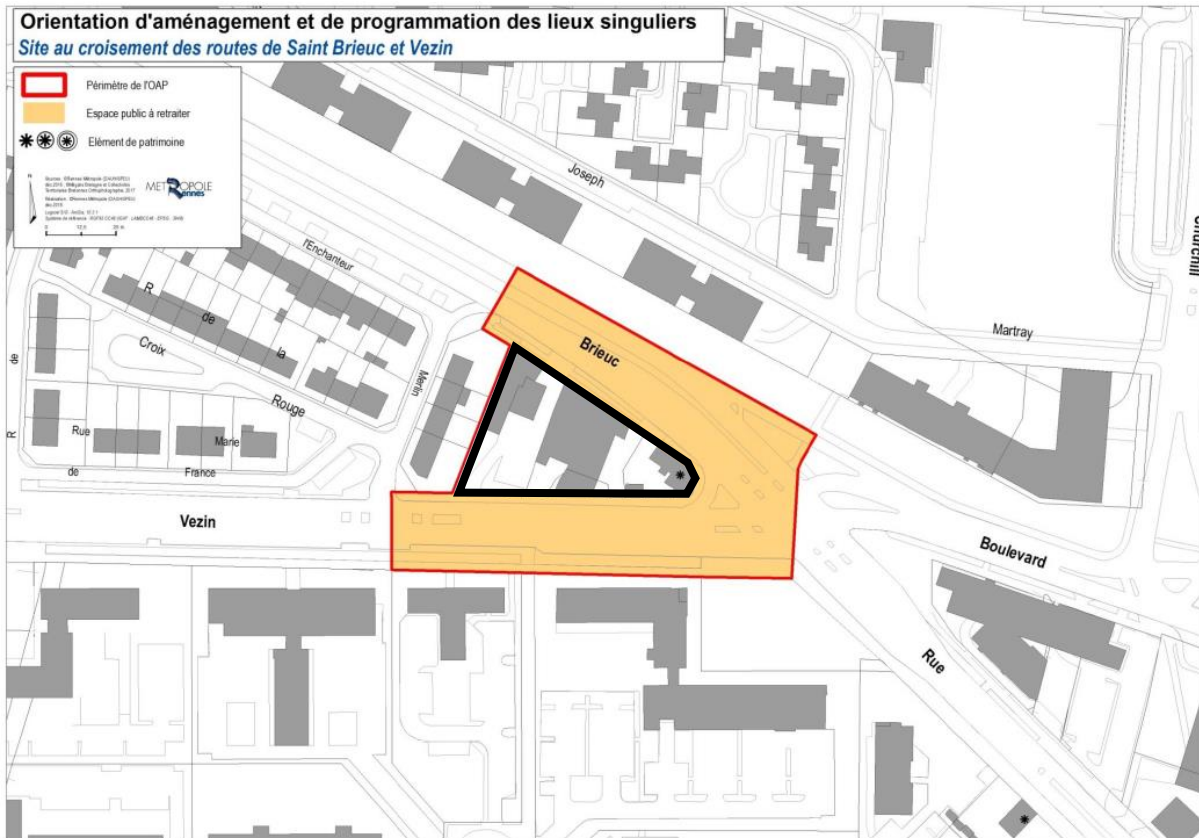 Orientation d'aménagement et de programmation des lieux singuliers
Site au croisement des routes de Saint Brieuc et Vezin
Périmètre de l'OAP
Espace public à retraiter
Elément de patrimoine
N
METROPOLE
Rennes
Joseph
Churchill
l'Enchanteur
Martray
R de la
Croix
Rouge
Brieuc
Merlin
R de
Rue
Marie
de
France
Vezin
Boulevard
Rue